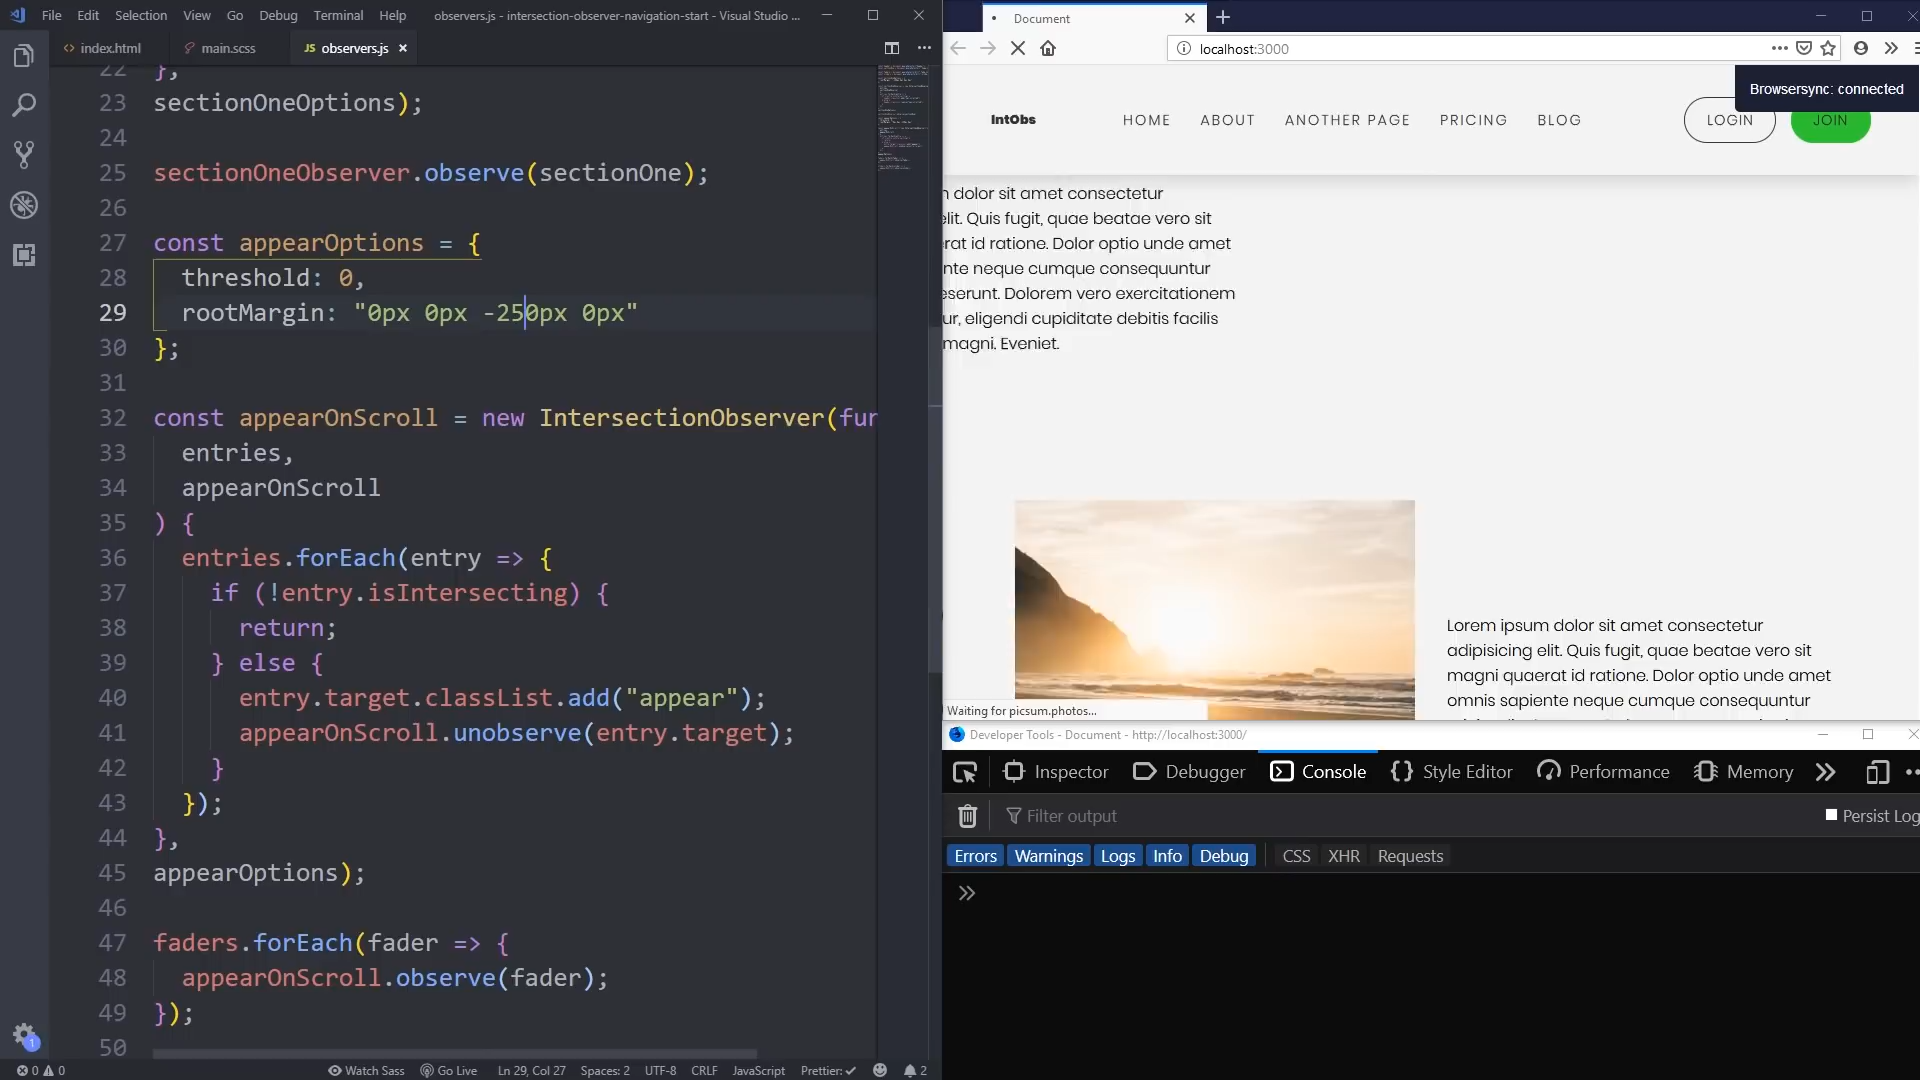 File Edit Selection View Go Debug Terminal Help observers.js - intersection-observer-navigation-start - Visual Studio ...
index.html main.scss JS observers.js
22 },
23 sectionOneOptions);
24
25 sectionOneObserver.observe(sectionOne);
26
27 const appearOptions = {
28 threshold: 0,
29 rootMargin: "0px 0px -250px 0px"
30 };
31
32 const appearOnScroll = new IntersectionObserver(fun
33 entries,
34 appearOnScroll
35 ) {
36 entries.forEach(entry => {
37 if (!entry.isIntersecting) {
38 return;
39 } else {
40 entry.target.classList.add("appear");
41 appearOnScroll.unobserve(entry.target);
42 }
43 });
44 },
45 appearOptions);
46
47 faders.forEach(fader => {
48 appearOnScroll.observe(fader);
49 });
50
1
0 0 Watch Sass Go Live Ln 29, Col 27 Spaces: 2 UTF-8 CRLF JavaScript Prettier: 2
Document
localhost:3000
Browsersync: connected
IntObs HOME ABOUT ANOTHER PAGE PRICING BLOG LOGIN JOIN
dolor sit amet consectetur
elit. Quis fugit, quae beatae vero sit
erat id ratione. Dolor optio unde amet
neque cumque consequuntur
eserunt. Dolorem vero exercitationem
ur, eligendi cupiditate debitis facilis
magni. Eveniet.
Lorem ipsum dolor sit amet consectetur
adipisicing elit. Quis fugit, quae beatae vero sit
magni quaerat id ratione. Dolor optio unde amet
omnis sapiente neque cumque consequuntur
Waiting for picsum.photos...
Developer Tools - Document - http://localhost:3000/
Inspector Debugger Console Style Editor Performance Memory
Filter output Persist Log
Errors Warnings Logs Info Debug CSS XHR Requests